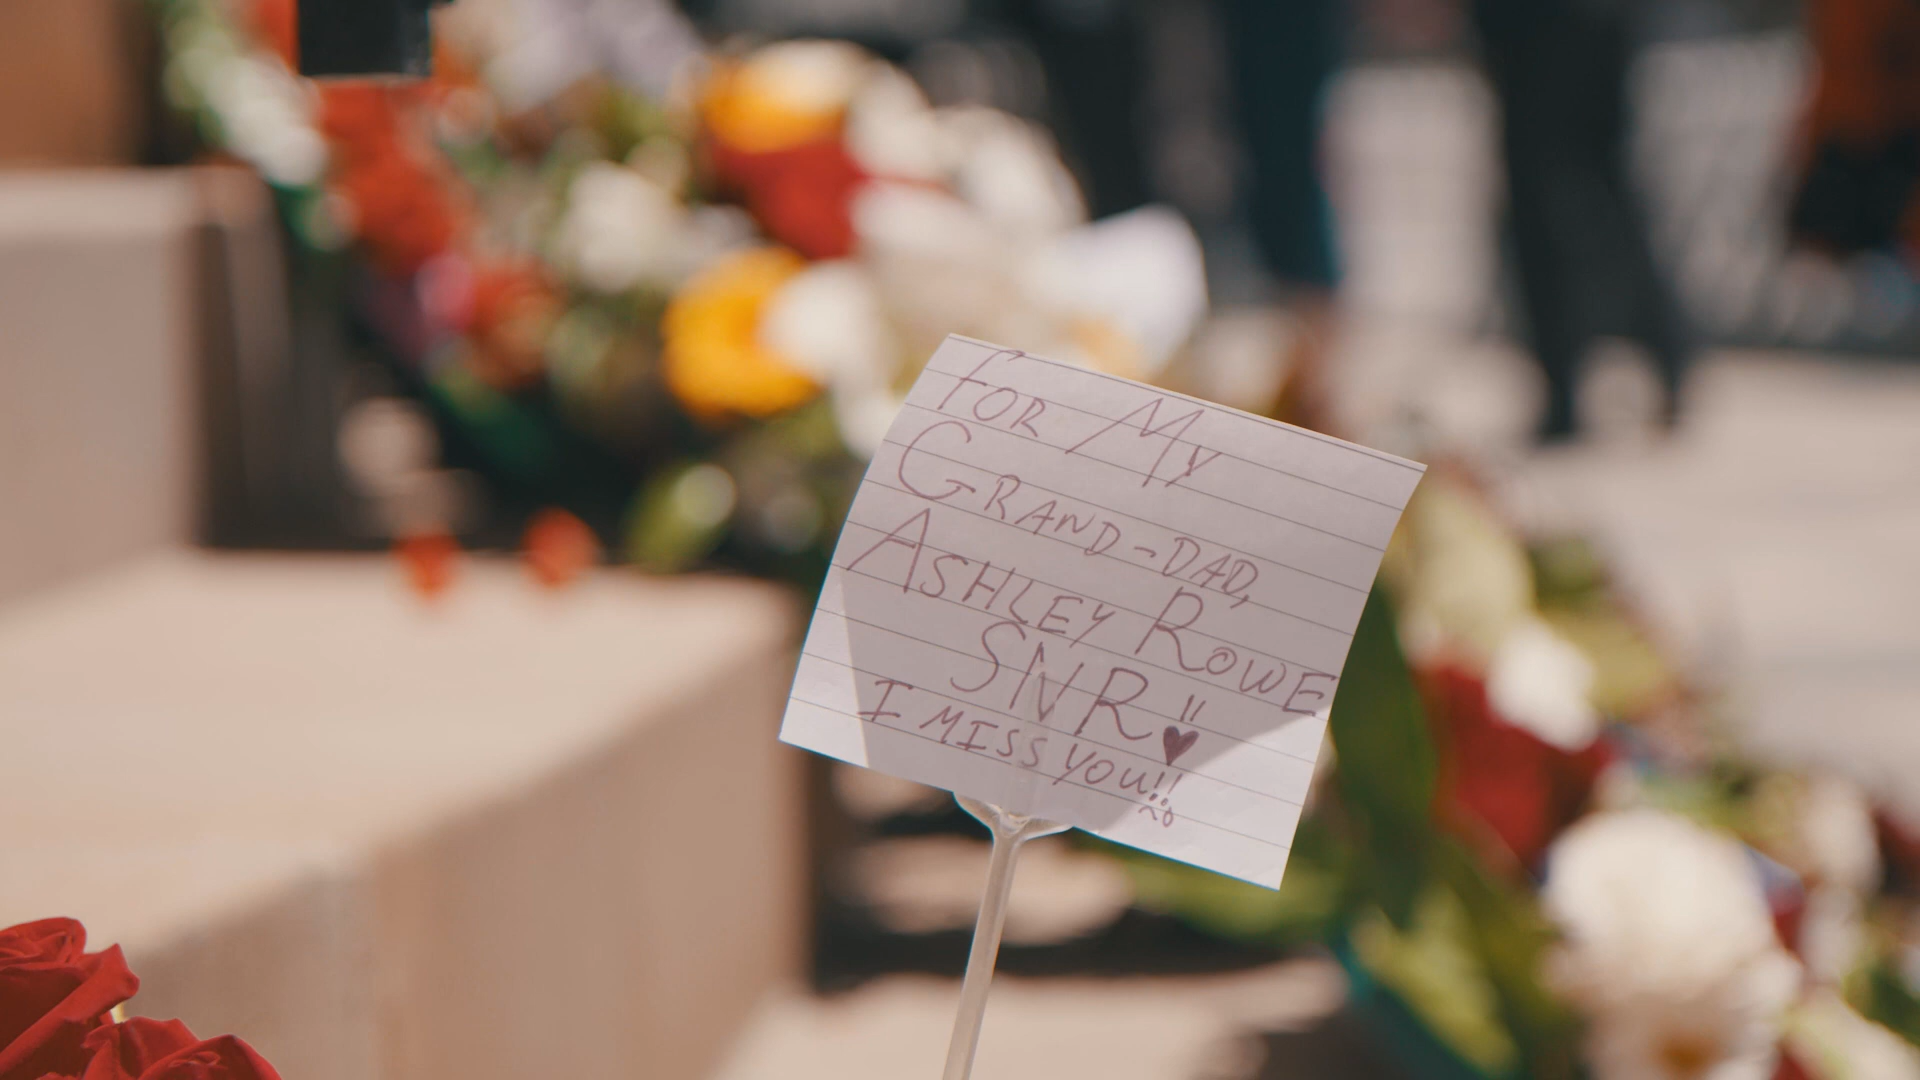 FOR MY
GRAND-DAD,
ASHLEY ROWE
SNR!!♥
I MISS YOU!!